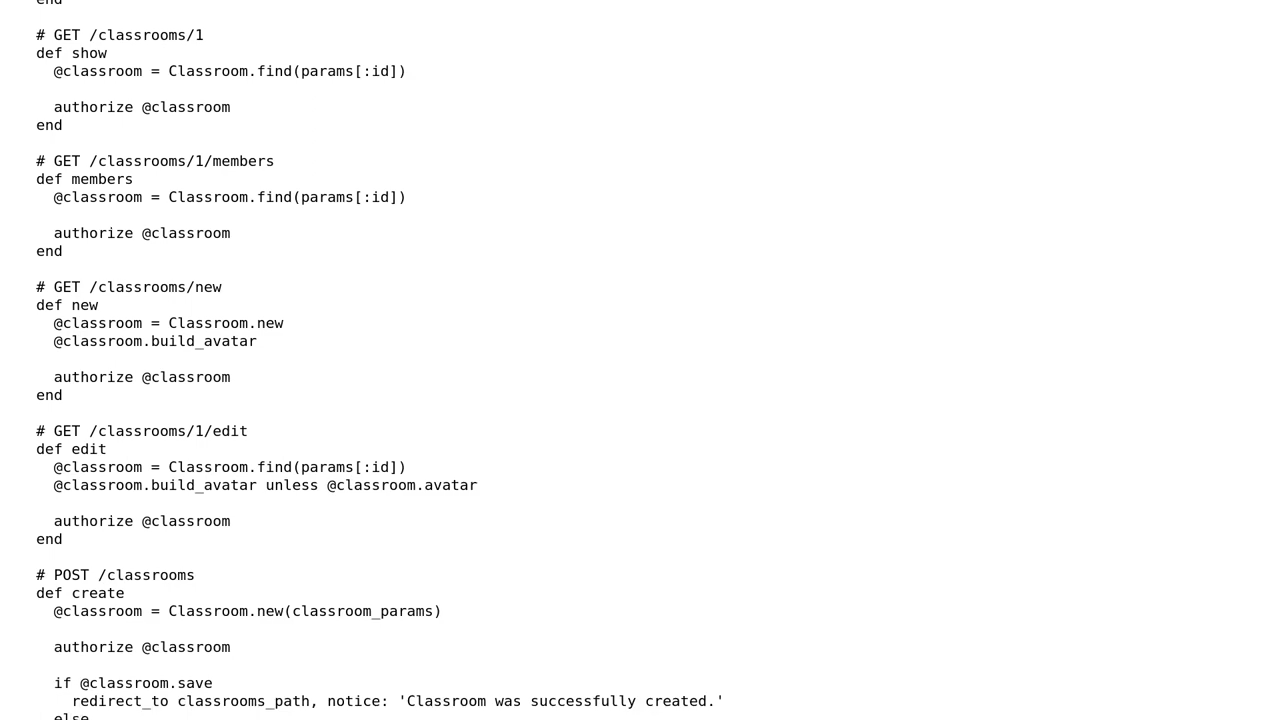 end

  # GET /classrooms/1
  def show
    @classroom = Classroom.find(params[:id])

    authorize @classroom
  end

  # GET /classrooms/1/members
  def members
    @classroom = Classroom.find(params[:id])

    authorize @classroom
  end

  # GET /classrooms/new
  def new
    @classroom = Classroom.new
    @classroom.build_avatar

    authorize @classroom
  end

  # GET /classrooms/1/edit
  def edit
    @classroom = Classroom.find(params[:id])
    @classroom.build_avatar unless @classroom.avatar

    authorize @classroom
  end

  # POST /classrooms
  def create
    @classroom = Classroom.new(classroom_params)

    authorize @classroom

    if @classroom.save
      redirect_to classrooms_path, notice: 'Classroom was successfully created.'
    else